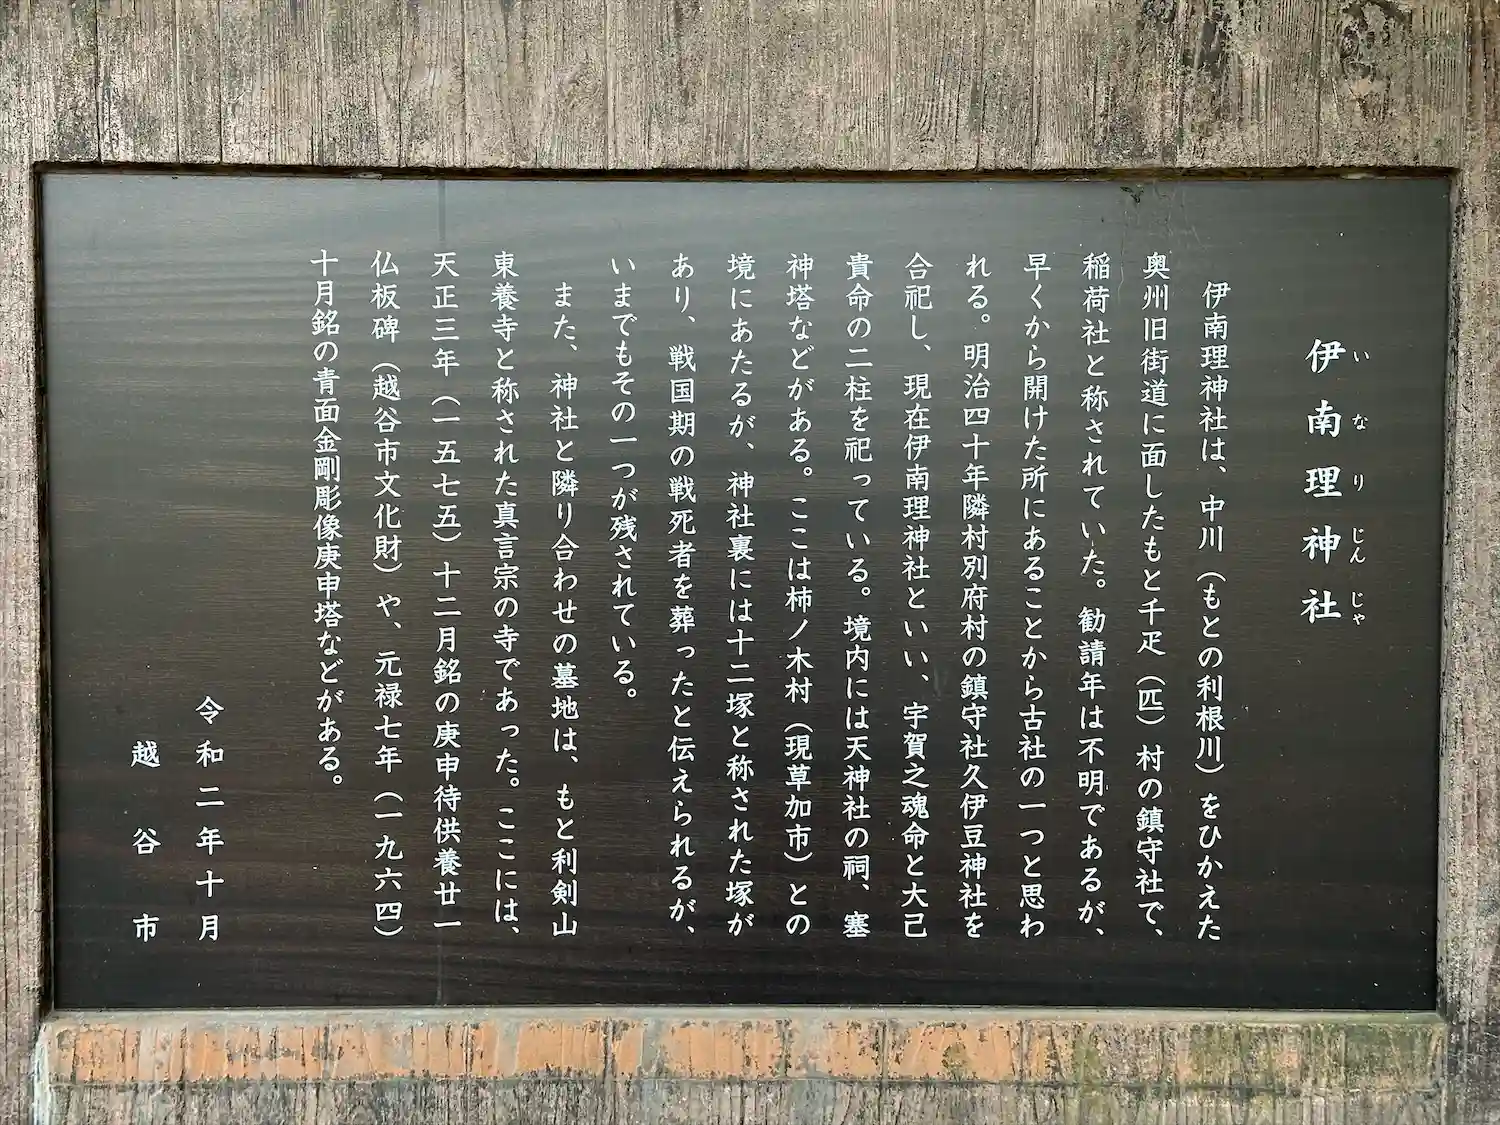 伊南理神社
いなりじんじゃ
伊南理神社は、中川（もとの利根川）をひかえた
奥州旧街道に面したもと千疋（匹）村の鎮守社で、
稲荷社と称されていた。勧請年は不明であるが、
早くから開けた所にあることから古社の一つと思わ
れる。明治四十年隣村別府村の鎮守社久伊豆神社を
合祀し、現在伊南理神社といい、宇賀之魂命と大己
貴命の二柱を祀っている。境内には天神社の祠、塞
神塔などがある。ここは柿ノ木村（現草加市）との
境にあたるが、神社裏には十二塚と称された塚が
あり、戦国期の戦死者を葬ったと伝えられるが、
いまでもその一つが残されている。
また、神社と隣り合わせの墓地は、もと利剣山
東養寺と称された真言宗の寺であった。ここには、
天正三年（一五七五）十二月銘の庚申待供養廿一
仏板碑（越谷市文化財）や、元禄七年（一九六四）
十月銘の青面金剛彫像庚申塔などがある。
令和二年十月
越谷市